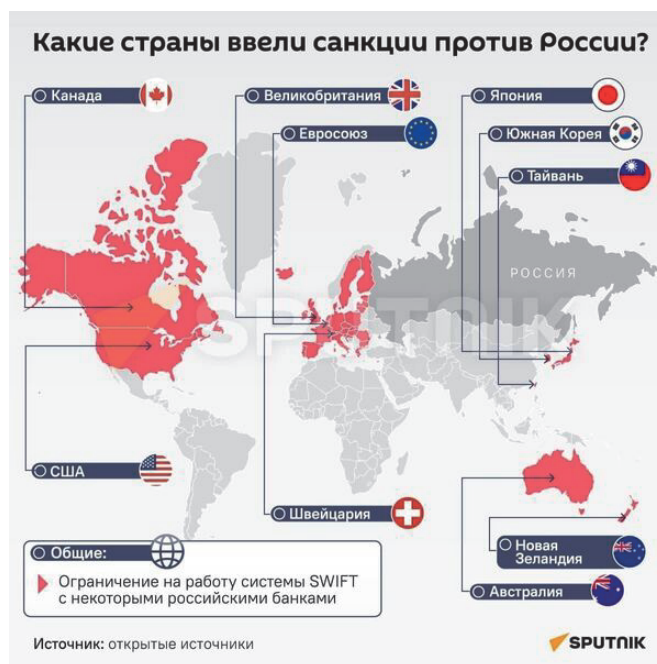 Какие страны ввели санкции против России?
Канада
Великобритания
Япония
Евросоюз
Южная Корея
Тайвань
РОССИЯ
SPUTNIK
США
Швейцария
Новая
Зеландия
Общие:
Ограничение на работу системы SWIFT
с некоторыми российскими банками
Австралия
Источник: открытые источники
SPUTNIK